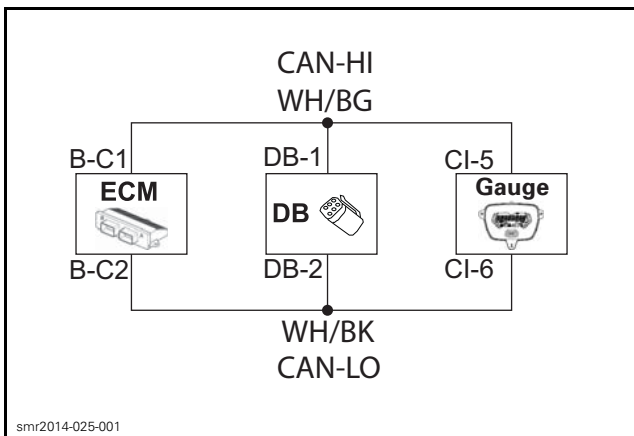 CAN-HI
WH/BG
B-C1 DB-1 CI-5
ECM DB Gauge
B-C2 DB-2 CI-6
WH/BK
CAN-LO
smr2014-025-001